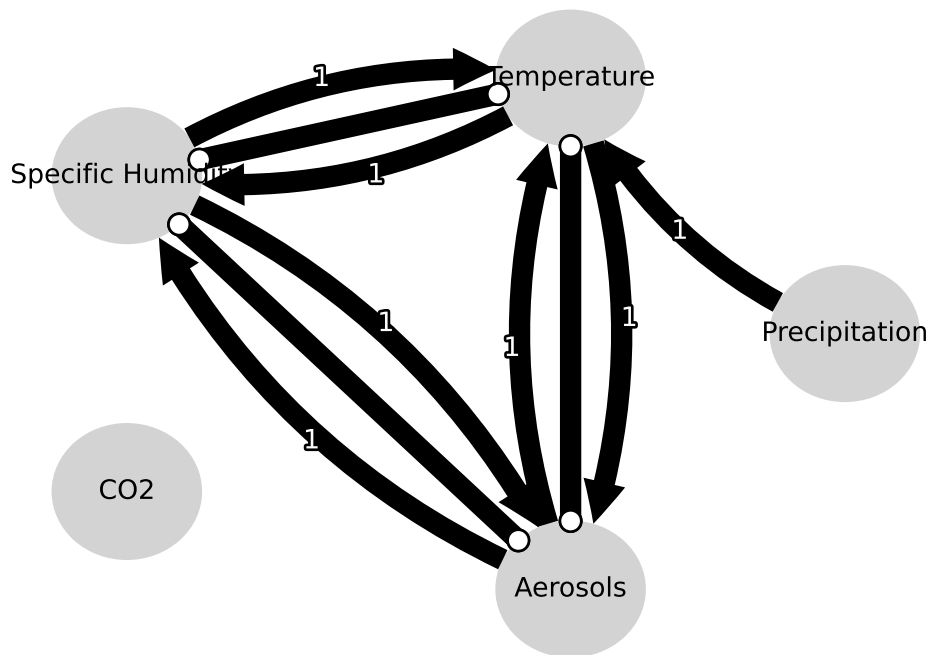 1
Temperature
Specific Humidity
1
1
1
1
1
Precipitation
1
CO2
Aerosols